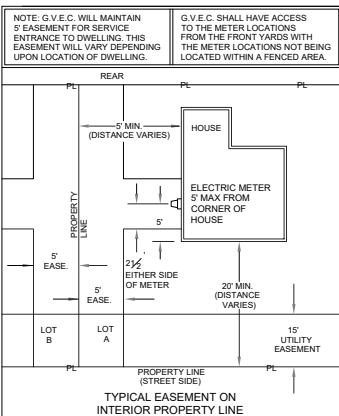 NOTE: G.V.E.C. WILL MAINTAIN
5' EASEMENT FOR SERVICE
ENTRANCE TO DWELLING. THIS
EASEMENT WILL VARY DEPENDING
UPON LOCATION OF DWELLING.
G.V.E.C. SHALL HAVE ACCESS
TO THE METER LOCATIONS
FROM THE FRONT YARDS WITH
THE METER LOCATIONS NOT BEING
LOCATED WITHIN A FENCED AREA.
REAR
PL
PL
PL
5' MIN.
(DISTANCE VARIES)
HOUSE
PROPERTY
LINE
ELECTRIC METER
5' MAX FROM
CORNER OF
HOUSE
5'
5'
EASE.
2 1/2'
EITHER SIDE
OF METER
5'
EASE.
20' MIN.
(DISTANCE
VARIES)
LOT
B
LOT
A
15'
UTILITY
EASEMENT
PL
PL
PROPERTY LINE
(STREET SIDE)
TYPICAL EASEMENT ON
INTERIOR PROPERTY LINE